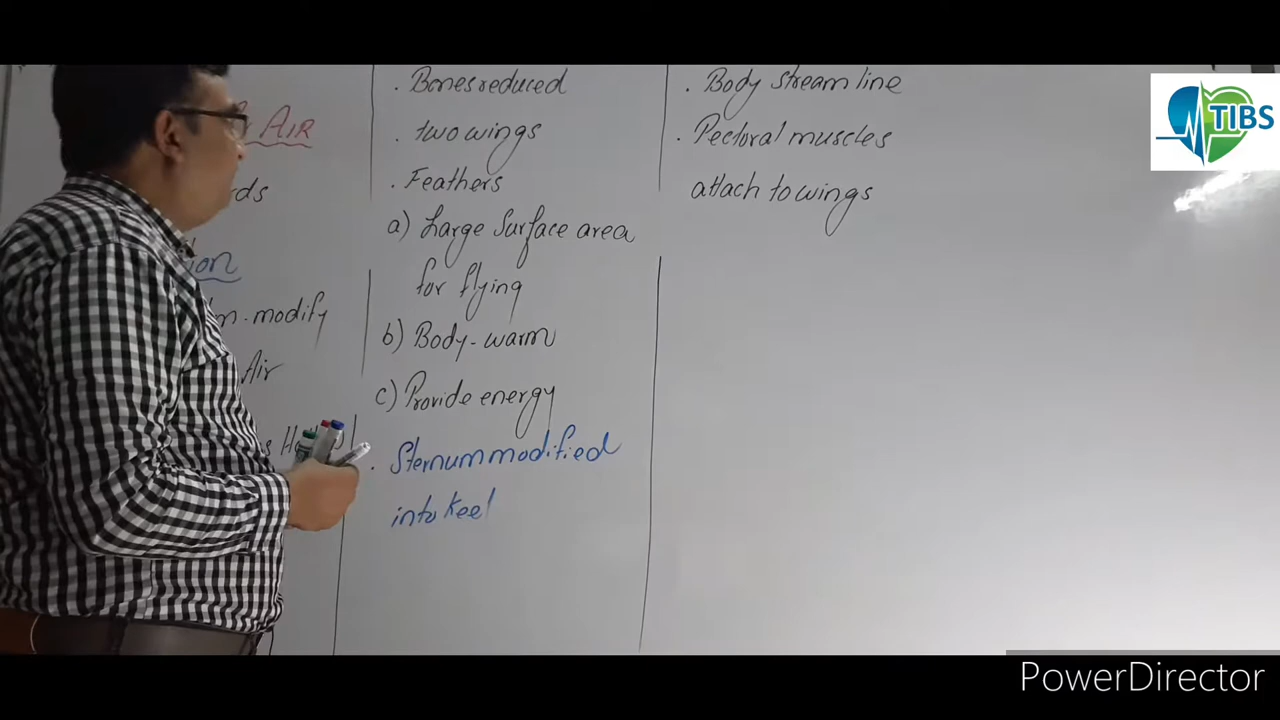 AIR
modify
Air
. Bones reduced
. two wings
. Feathers
a) Large Surface area
for flying
b) Body-warm
c) Provide energy
. Sternum modified
into Keel
. Body stream line
. Pectoral muscles
attach to wings
TIBS
PowerDirector